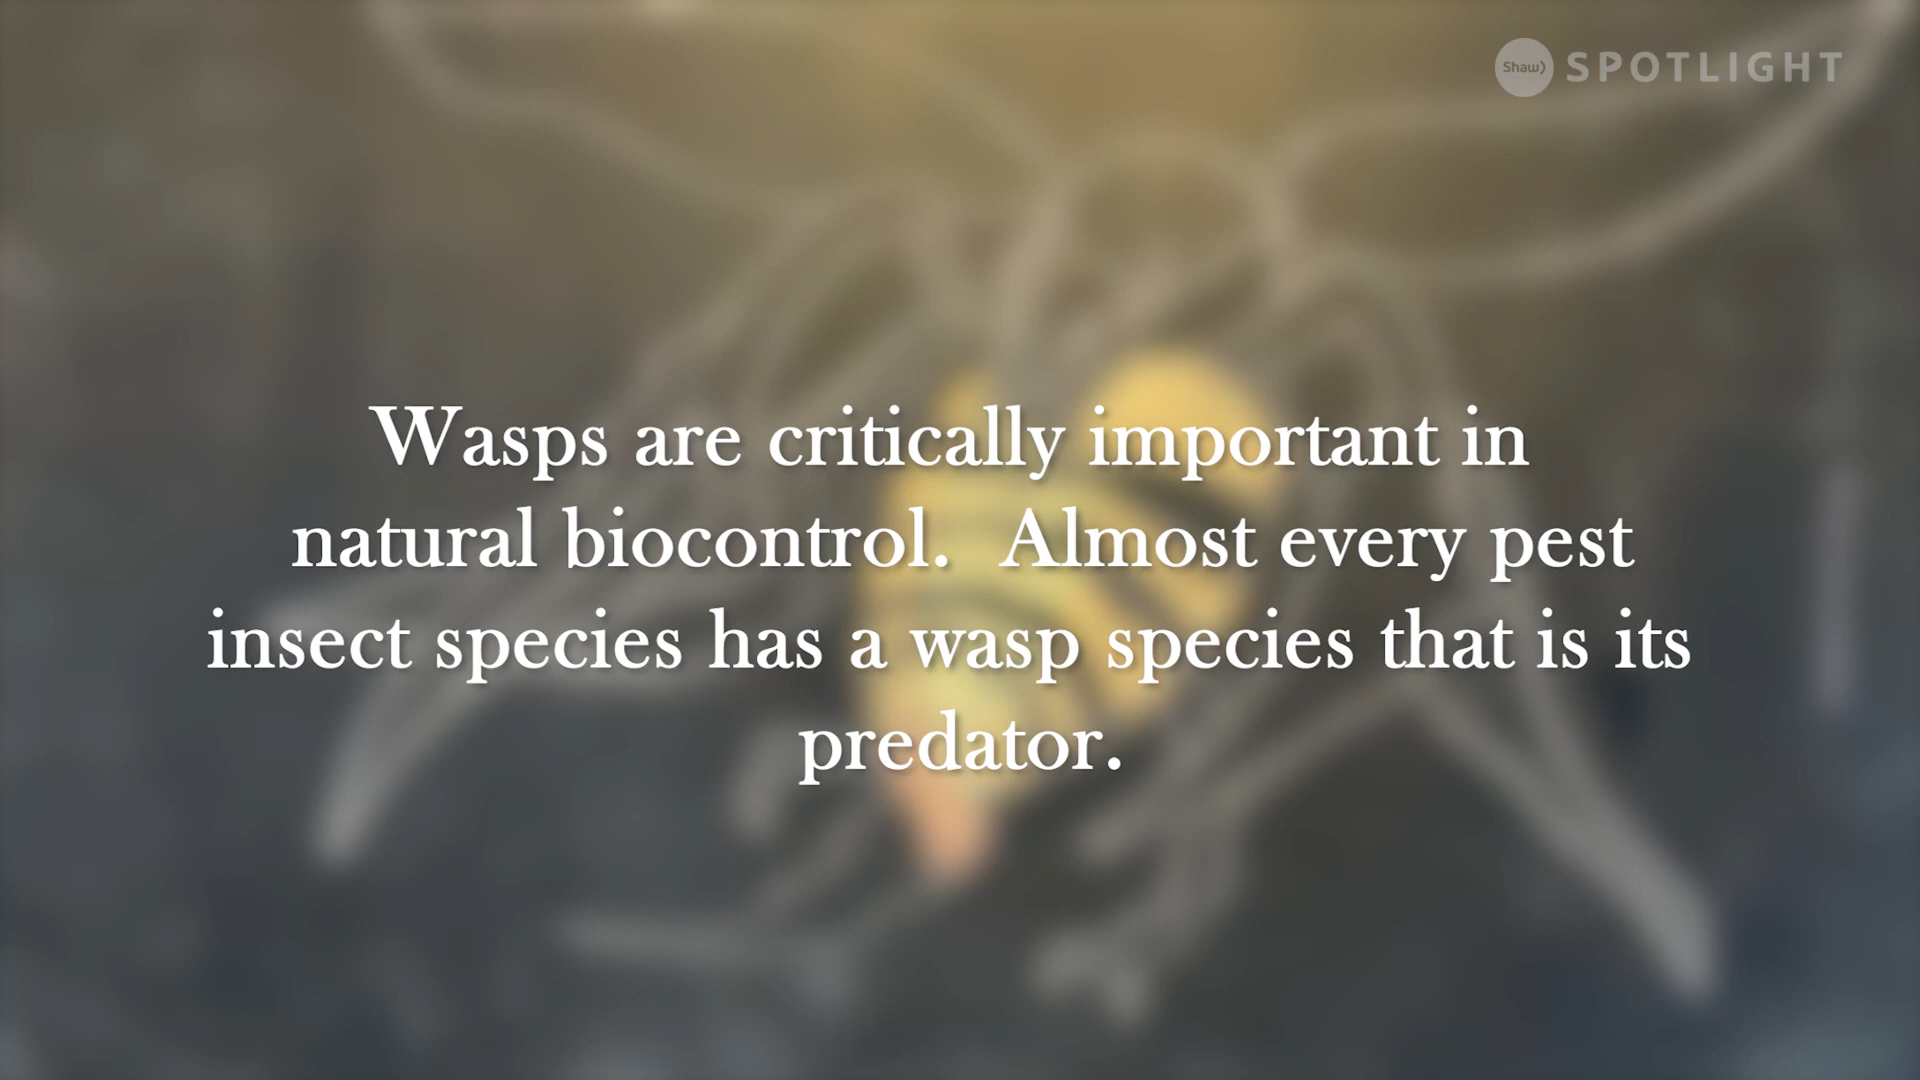 Shaw) SPOTLIGHT
Wasps are critically important in
natural biocontrol.  Almost every pest
insect species has a wasp species that is its
predator.